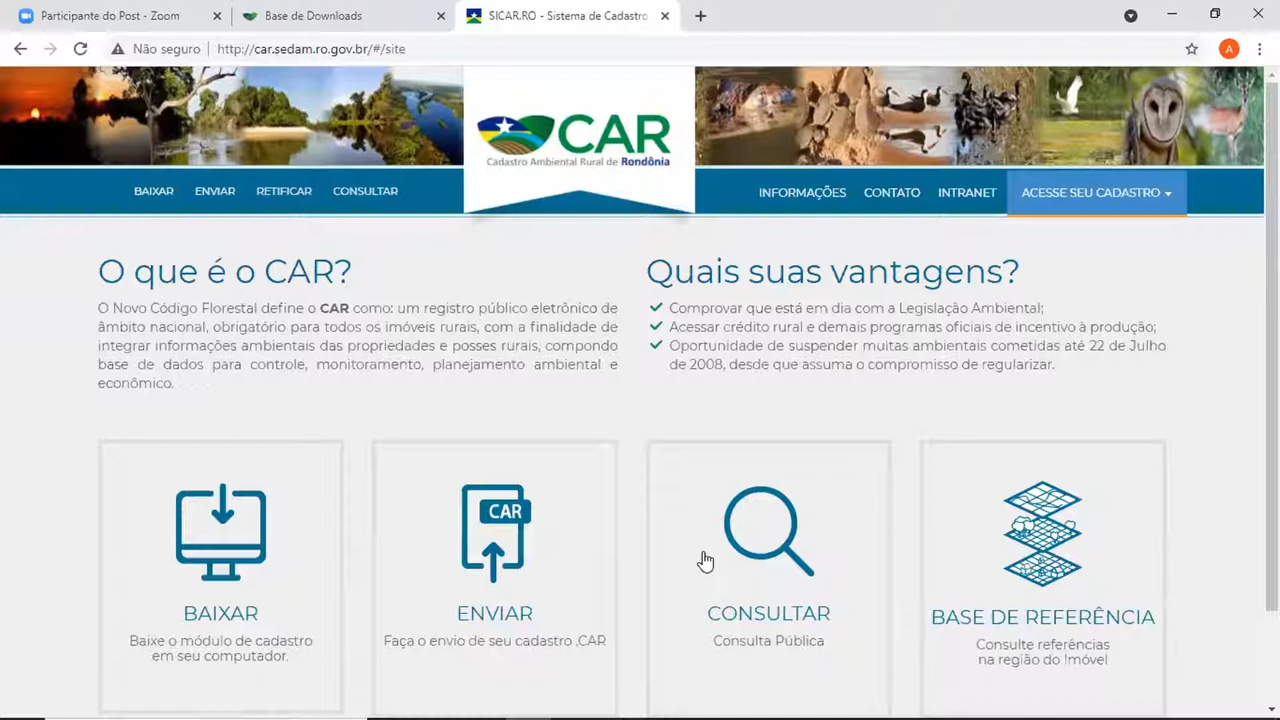 Participante do Post - Zoom
Base de Downloads
SICAR.RO - Sistema de Cadastro
Não seguro
http://car.sedam.ro.gov.br/#/site
A
CAR
Cadastro Ambiental Rural de Rondônia
BAIXAR ENVIAR RETIFICAR CONSULTAR
INFORMAÇÕES CONTATO INTRANET ACESSE SEU CADASTRO
O que é o CAR?
O Novo Código Florestal define o CAR como: um registro público eletrônico de
âmbito nacional, obrigatório para todos os imóveis rurais, com a finalidade de
integrar informações ambientais das propriedades e posses rurais, compondo
base de dados para controle, monitoramento, planejamento ambiental e
econômico.
Quais suas vantagens?
Comprovar que está em dia com a Legislação Ambiental;
Acessar crédito rural e demais programas oficiais de incentivo à produção;
Oportunidade de suspender multas ambientais cometidas até 22 de Julho
de 2008, desde que assuma o compromisso de regularizar.
BAIXAR
Baixe o módulo de cadastro
em seu computador.
CAR
ENVIAR
Faça o envio de seu cadastro .CAR
CONSULTAR
Consulta Pública
BASE DE REFERÊNCIA
Consulte referências
na região do Imóvel